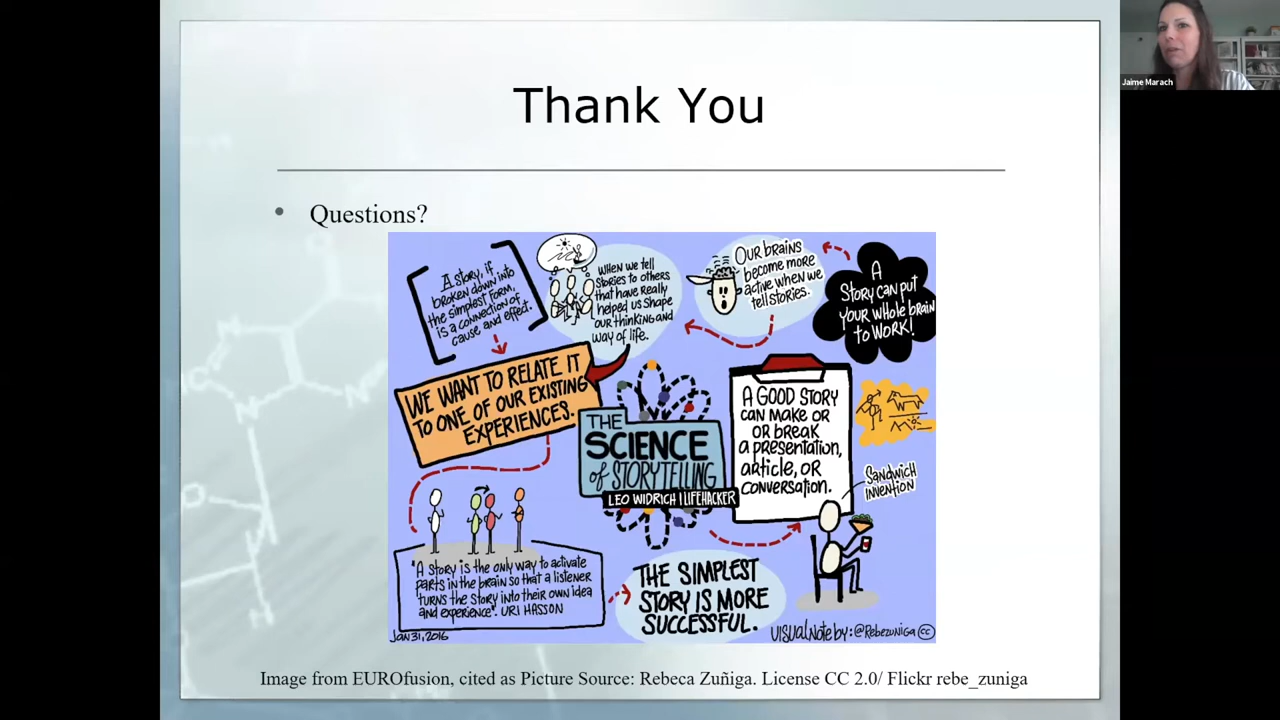 Jaime Marach
Thank You
• Questions?
A story, if
broken down into
the simplest form,
is a connection of
cause and effect.
When we tell
stories to others
that have really
helped us shape
our thinking and
way of life.
Our brains
become more
active when we
tell stories.
A
Story can put
your whole brain
to work!
WE WANT TO RELATE IT
TO ONE OF OUR EXISTING
EXPERIENCES.
THE
SCIENCE
of STORYTELLING
LEO WIDRICH | LIFEHACKER
A GOOD STORY
can make or
or break
a presentation,
article, or
conversation.
Sandwich
invention
"A story is the only way to activate
parts in the brain so that a listener
turns the story into their own idea
and experience". URI HASSON
THE SIMPLEST
STORY IS MORE
SUCCESSFUL.
JAN 31, 2016
VISUALNOTE by: @Rebezuniga cc
Image from EUROfusion, cited as Picture Source: Rebeca Zuñiga. License CC 2.0/ Flickr rebe_zuniga
HO
N
N
N
O